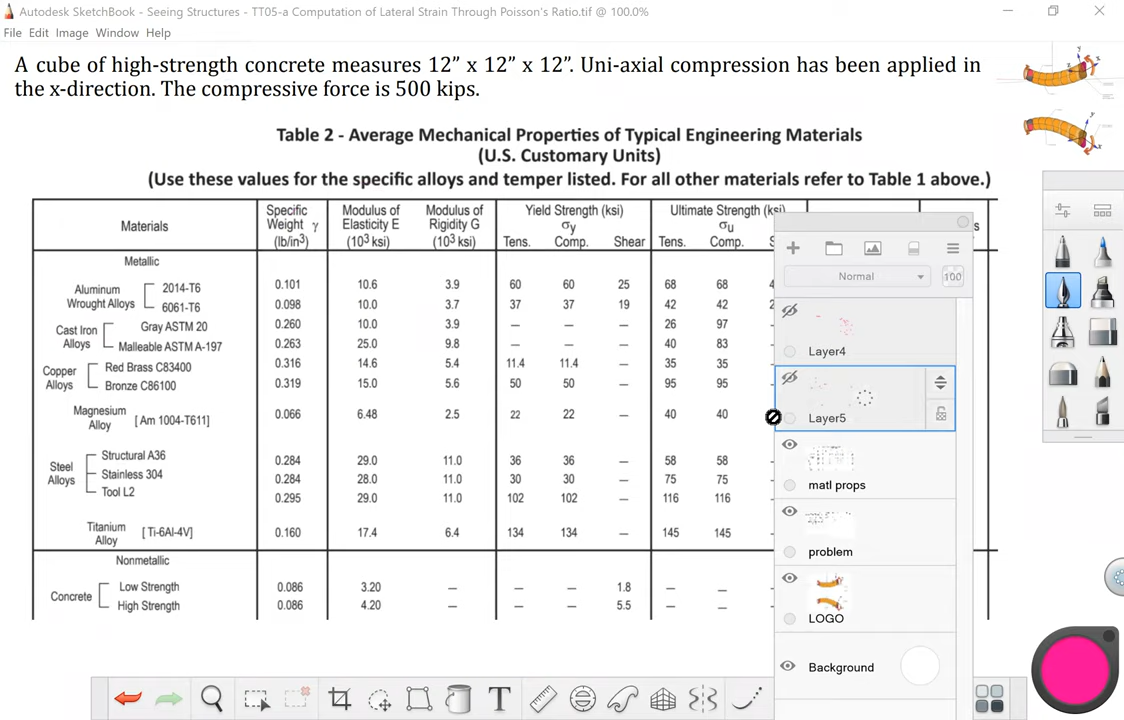 Autodesk SketchBook - Seeing Structures - TT05-a Computation of Lateral Strain Through Poisson's Ratio.tif @ 100.0%
File Edit Image Window Help
A cube of high-strength concrete measures 12” x 12” x 12”. Uni-axial compression has been applied in
the x-direction. The compressive force is 500 kips.
Table 2 - Average Mechanical Properties of Typical Engineering Materials
(U.S. Customary Units)
(Use these values for the specific alloys and temper listed. For all other materials refer to Table 1 above.)
Materials
Specific Weight γ (lb/in³)
Modulus of Elasticity E (10³ ksi)
Modulus of Rigidity G (10³ ksi)
Yield Strength (ksi) σy
Tens. Comp. Shear
Ultimate Strength (ksi) σu
Tens. Comp. S
s
Metallic
Aluminum Wrought Alloys
2014-T6 0.101 10.6 3.9 60 60 25 68 68 4
6061-T6 0.098 10.0 3.7 37 37 19 42 42 2
Cast Iron Alloys
Gray ASTM 20 0.260 10.0 3.9 – – – 26 97
Malleable ASTM A-197 0.263 25.0 9.8 – – – 40 83
Copper Alloys
Red Brass C83400 0.316 14.6 5.4 11.4 11.4 – 35 35
Bronze C86100 0.319 15.0 5.6 50 50 – 95 95
Magnesium Alloy
[Am 1004-T611] 0.066 6.48 2.5 22 22 – 40 40
Steel Alloys
Structural A36 0.284 29.0 11.0 36 36 – 58 58
Stainless 304 0.284 28.0 11.0 30 30 – 75 75
Tool L2 0.295 29.0 11.0 102 102 – 116 116
Titanium Alloy
[Ti-6Al-4V] 0.160 17.4 6.4 134 134 – 145 145
Nonmetallic
Concrete
Low Strength 0.086 3.20 – – – 1.8 – –
High Strength 0.086 4.20 – – – 5.5 – –
Normal 100
Layer4
Layer5
matl props
problem
LOGO
Background
T